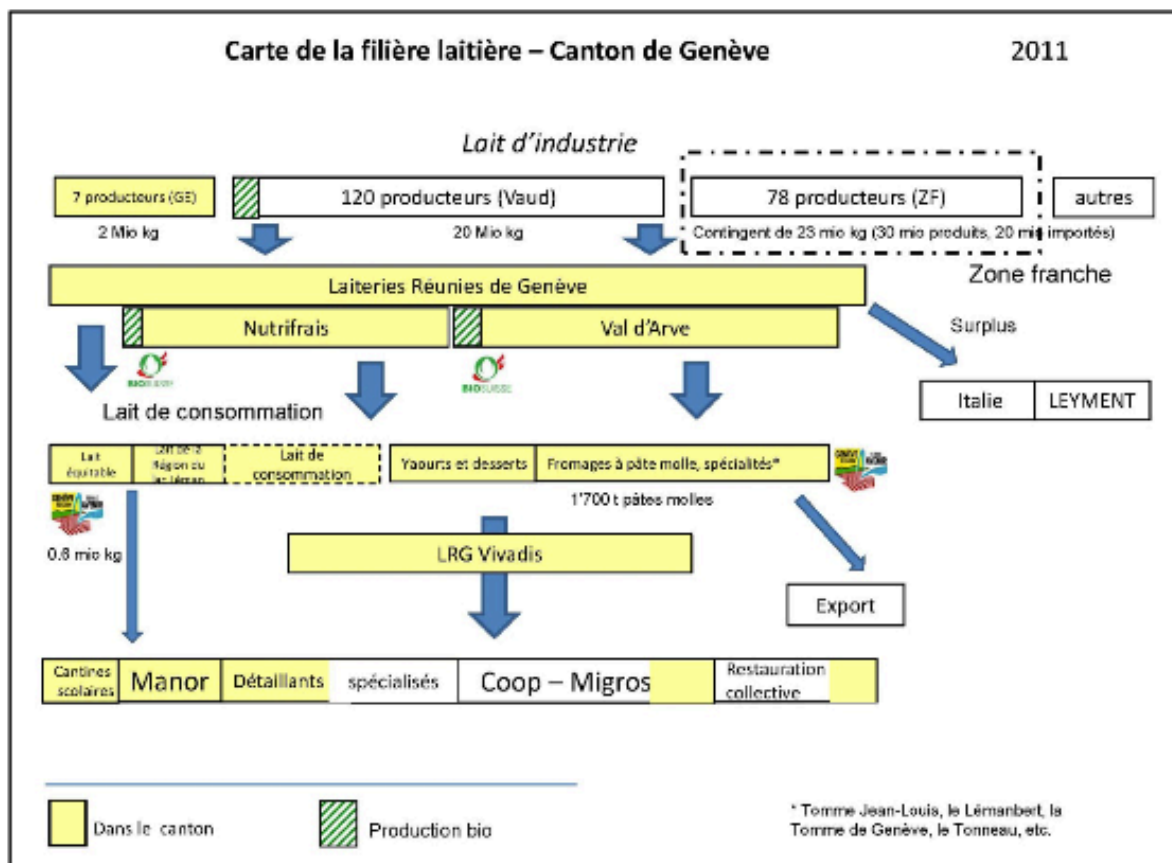 Carte de la filière laitière – Canton de Genève 2011
Lait d'industrie
7 producteurs (GE)
120 producteurs (Vaud)
78 producteurs (ZF)
autres
2 Mio kg
20 Mio kg
Contingent de 23 mio kg (30 mio produits, 20 mio importés)
Zone franche
Laiteries Réunies de Genève
Nutrifrais
Val d'Arve
Surplus
BIOSUISSE
BIOSUISSE
Italie
LEYMENT
Lait de consommation
Lait
équitable
Lait de la
Région du
lac Léman
Lait de
consommation
Yaourts et desserts
Fromages à pâte molle, spécialités*
1'700 t pâtes molles
0.6 mio kg
LRG Vivadis
Export
Cantines
scolaires
Manor
Détaillants spécialisés
Coop – Migros
Restauration
collective
Dans le canton
Production bio
* Tomme Jean-Louis, le Lémanbert, la
Tomme de Genève, le Tonneau, etc.